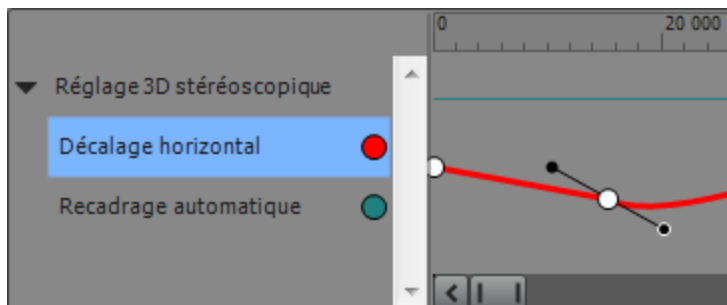 0
20 000
Réglage 3D stéréoscopique
Décalage horizontal
Recadrage automatique